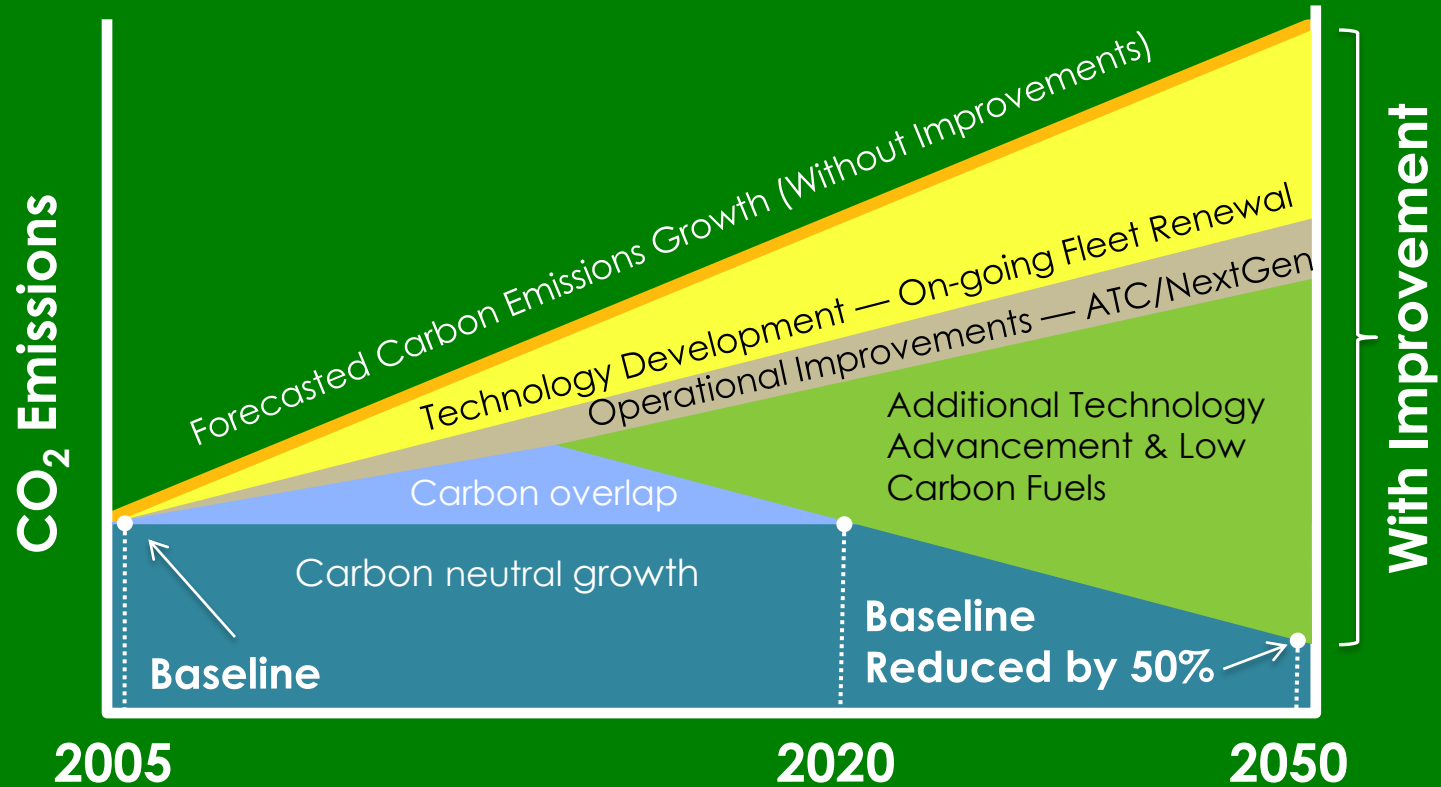 CO₂ Emissions
Forecasted Carbon Emissions Growth (Without Improvements)
Technology Development — On-going Fleet Renewal
Operational Improvements — ATC/NextGen
Additional Technology
Advancement & Low
Carbon Fuels
Carbon overlap
Carbon neutral growth
Baseline
Baseline
Reduced by 50%
With Improvement
2005
2020
2050